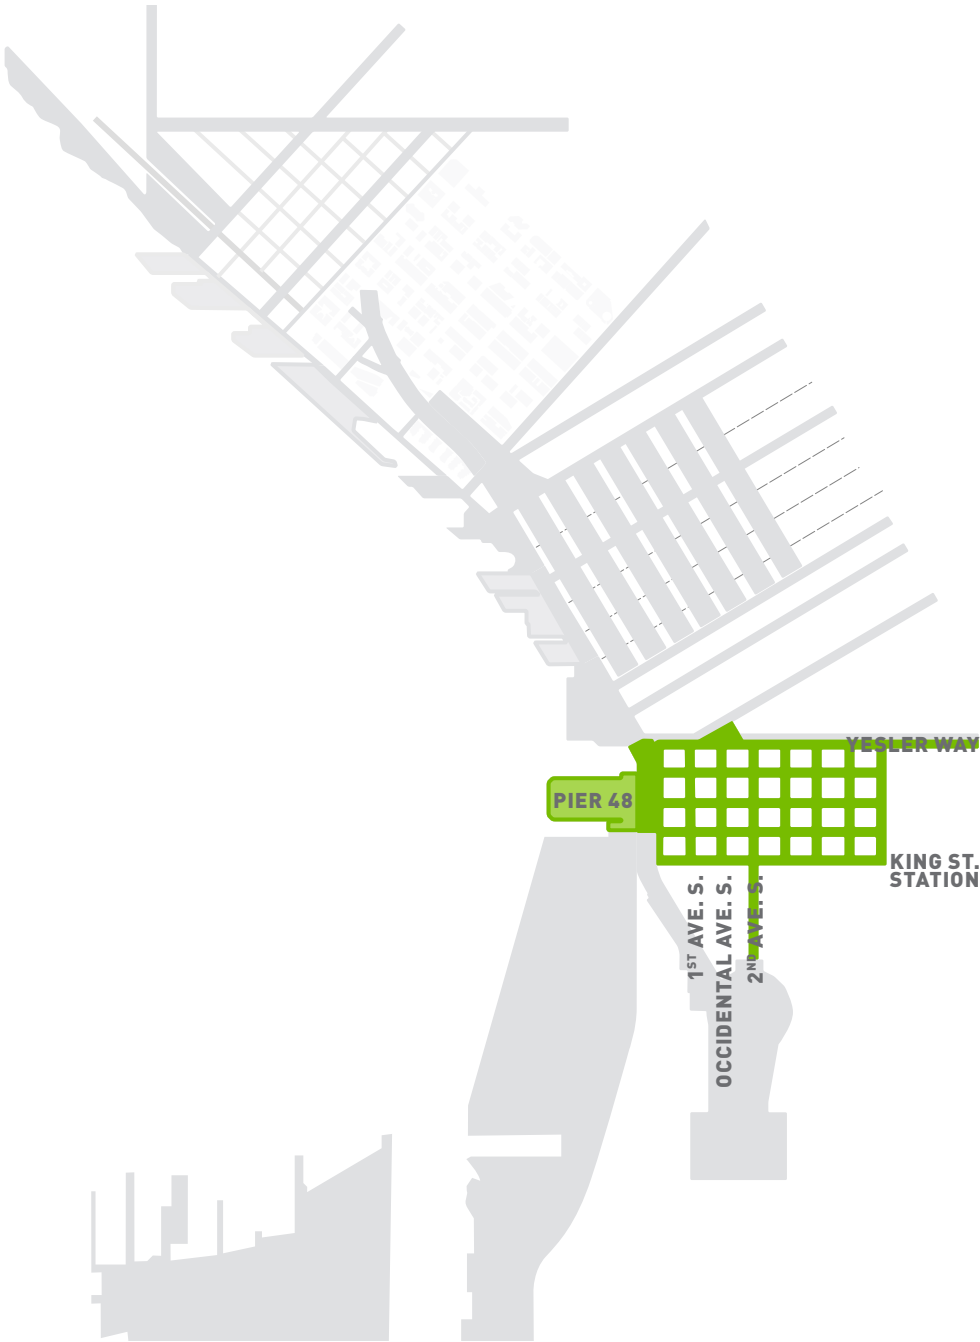 YESLER WAY
PIER 48
KING ST.
STATION
1ST AVE. S.
OCCIDENTAL AVE. S.
2ND AVE. S.